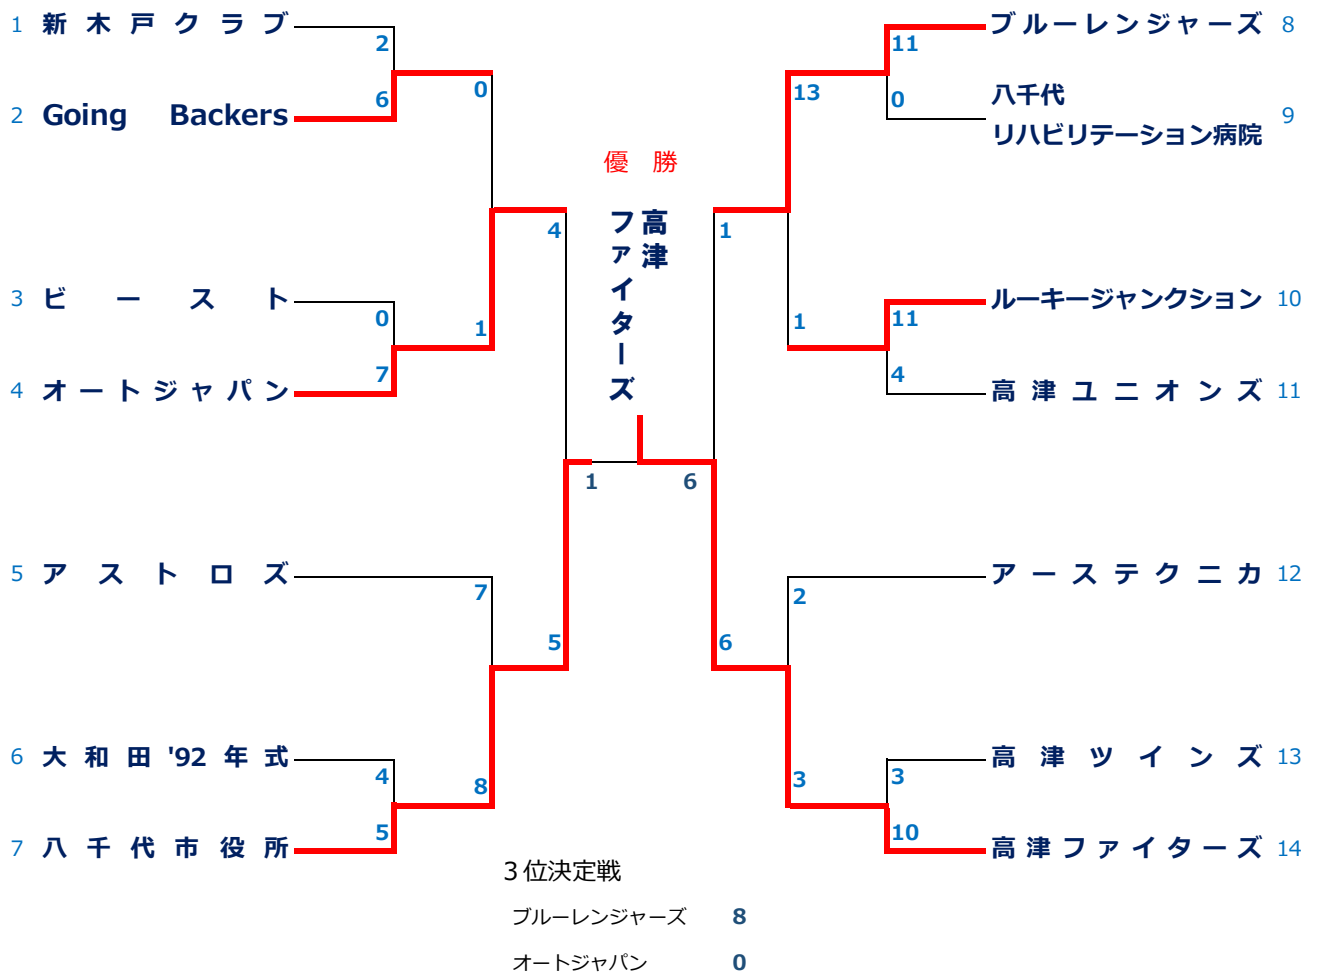 1 新木戸クラブ
2
6
2 Going Backers
0
3 ビースト
0
7
4 オートジャパン
1
4
5 アストロズ
7
6 大和田'92年式
4
5
7 八千代市役所
8
5
優 勝
高津
ファイターズ
1
6
ブルーレンジャーズ 8
11
0
八千代
リハビリテーション病院 9
13
ルーキージャンクション 10
11
4
高津ユニオンズ 11
1
1
アーステクニカ 12
2
高津ツインズ 13
3
10
高津ファイターズ 14
3
6
３位決定戦
ブルーレンジャーズ 8
オートジャパン 0